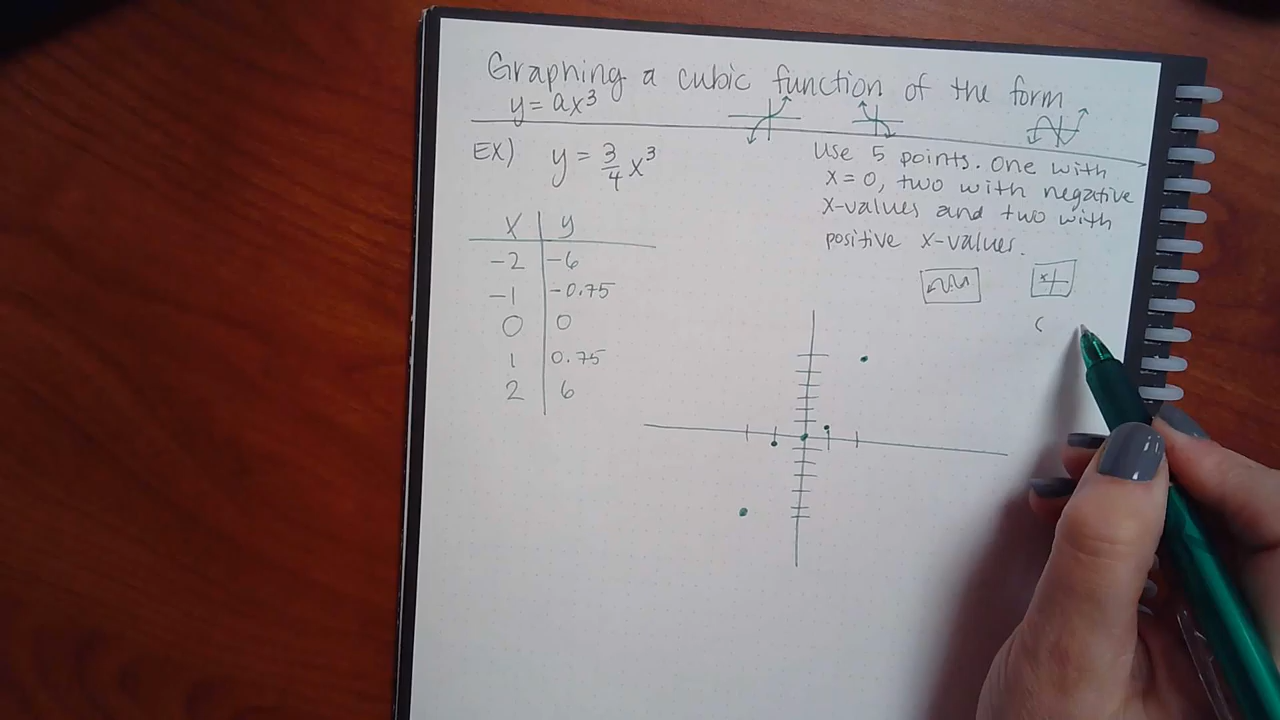 Graphing a cubic function of the form
y = ax³
EX) y = 3/4 x³
Use 5 points. One with
x = 0, two with negative
x-values and two with
positive x-values.
x y
-2 -6
-1 -0.75
0 0
1 0.75
2 6
(